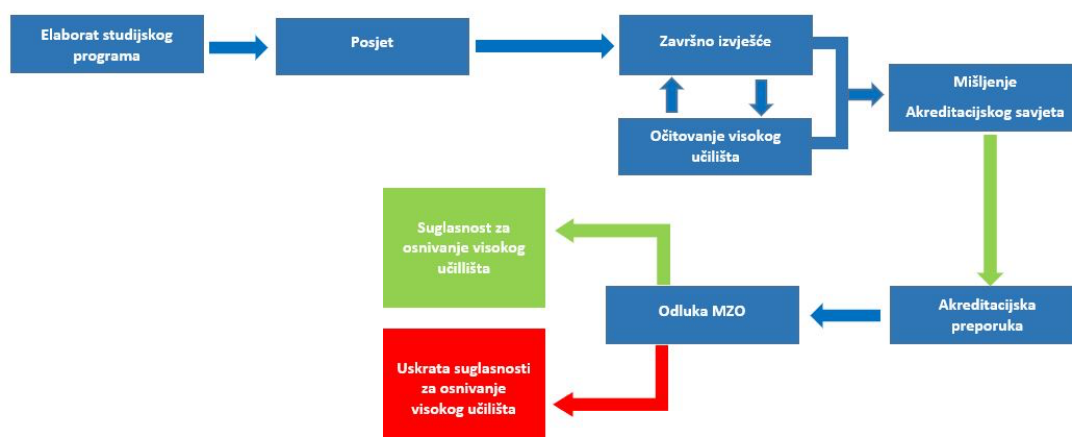 Elaborat studijskog
programa
Posjet
Završno izvješće
Očitovanje visokog
učilišta
Mišljenje
Akreditacijskog savjeta
Suglasnost za
osnivanje visokog
učillišta
Odluka MZO
Akreditacijska
preporuka
Uskrata suglasnosti
za osnivanje
visokog učilišta